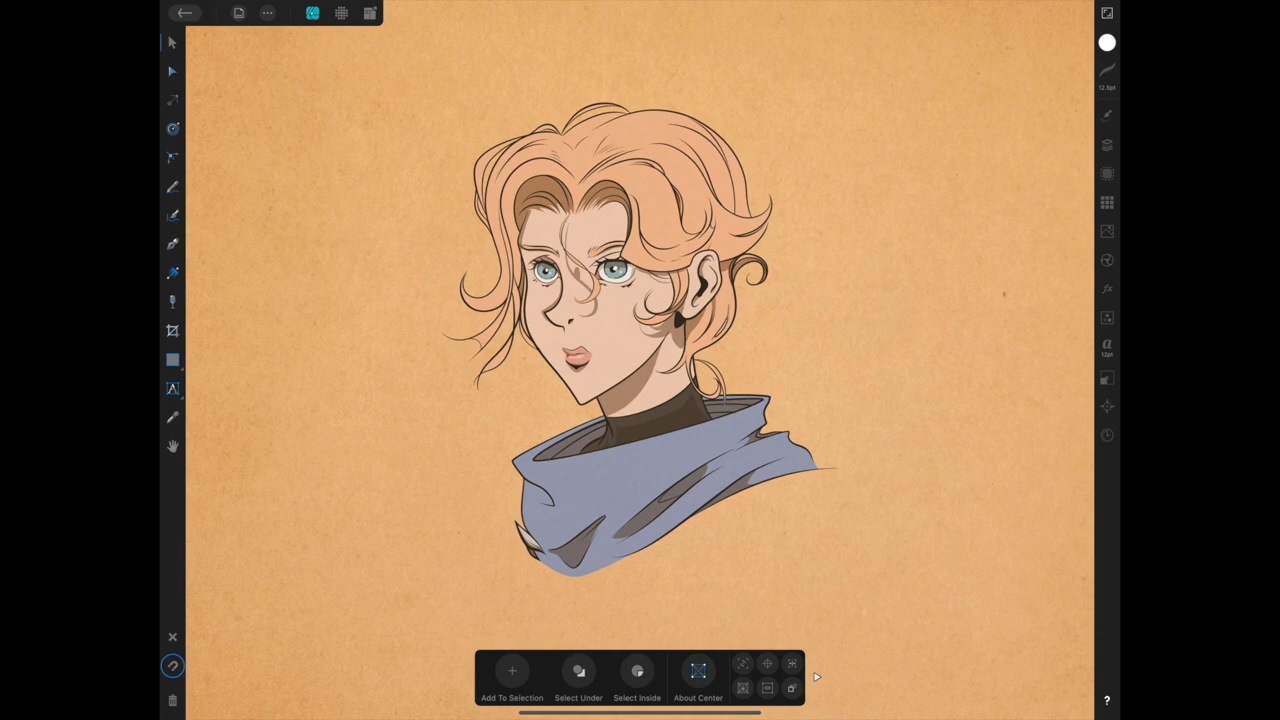 12.5pt
a
12pt
A
Add To Selection
Select Under
Select Inside
About Center
?